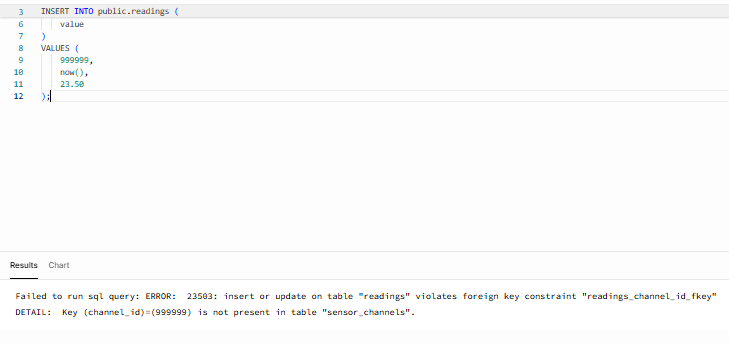 3 INSERT INTO public.readings (
6 value
7 )
8 VALUES (
9 999999,
10 now(),
11 23.50
12 );
Results Chart
Failed to run sql query: ERROR: 23503: insert or update on table "readings" violates foreign key constraint "readings_channel_id_fkey"
DETAIL: Key (channel_id)=(999999) is not present in table "sensor_channels".